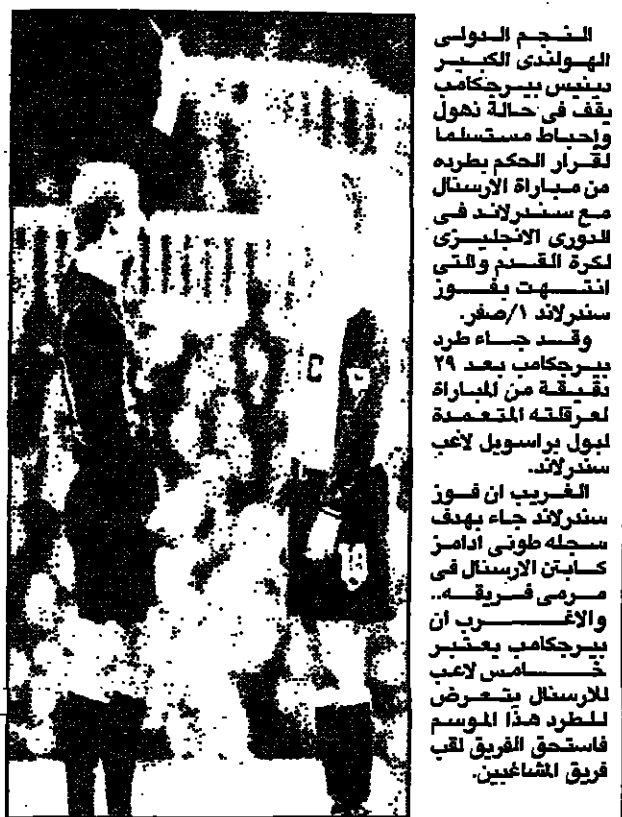 النجم الدولى
الهولندى الكبير
دينيس بيرجكامب
يقف فى حالة ذهول
وإحباط مستسلما
لقرار الحكم بطرده
من مباراة الارسنال
مع سندرلاند فى
الدورى الانجليزى
لكرة القدم والتى
انتهت بفوز
سندرلاند ١/صفر.
وقد جاء طرد
بيرجكامب بعد ٢٩
دقيقة من المباراة
لعرقلته المتعمدة
لبول براسويل لاعب
سندرلاند.
الغريب ان فوز
سندرلاند جاء بهدف
سجله طونى ادامز
كابتن الارسنال فى
مرمى فريقه..
والاغرب ان
بيرجكامب يعتبر
خامس لاعب
للارسنال يتعرض
للطرد هذا الموسم
فاستحق الفريق لقب
فريق المشاغبين.